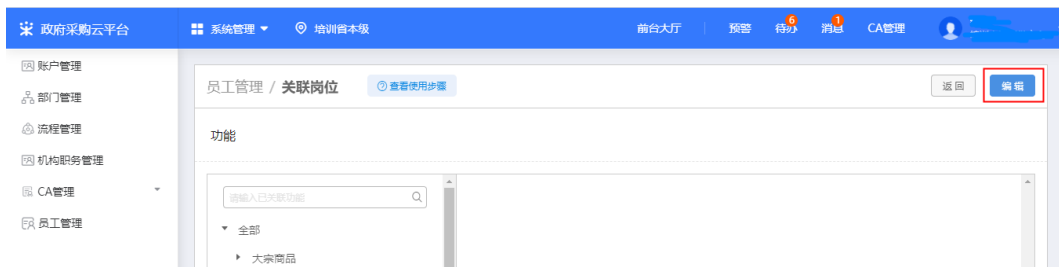 政府采购云平台 系统管理 培训省本级 前台大厅 预警 待办 6 消息 1 CA管理
账户管理
部门管理
流程管理
机构职务管理
CA管理
员工管理
员工管理 / 关联岗位 查看使用步骤 返回 编辑
功能
请输入已关联功能
全部
大宗商品